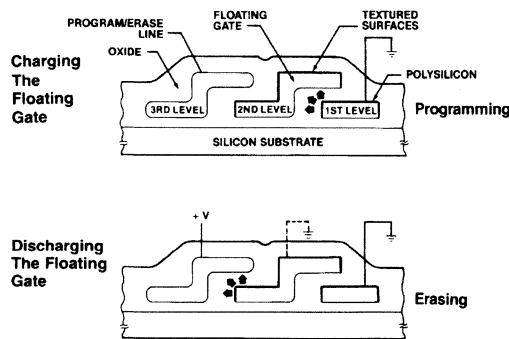 Charging
The
Floating
Gate
PROGRAM/ERASE
LINE
OXIDE
FLOATING
GATE
TEXTURED
SURFACES
POLYSILICON
3RD LEVEL
2ND LEVEL
1ST LEVEL
Programming
SILICON SUBSTRATE
Discharging
The Floating
Gate
+ V
Erasing